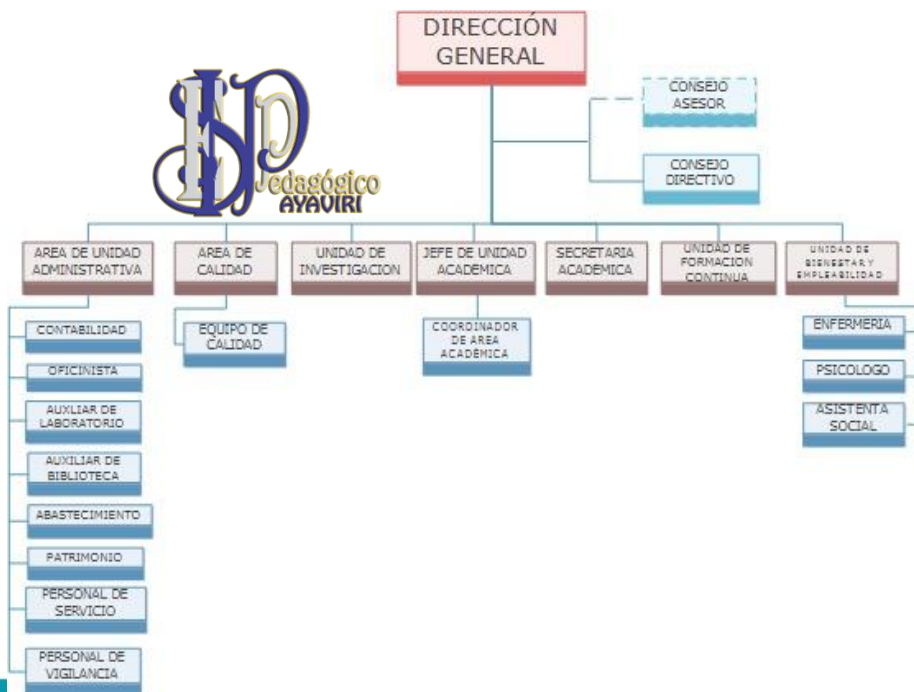 DIRECCIÓN
GENERAL
CONSEJO
ASESOR
CONSEJO
DIRECTIVO
Pedagógico
AYAVIRI
AREA DE UNIDAD
ADMINISTRATIVA
AREA DE
CALIDAD
UNIDAD DE
INVESTIGACION
JEFE DE UNIDAD
ACADÉMICA
SECRETARIA
ACADEMICA
UNIDAD DE
FORMACION
CONTINUA
UNIDAD DE
BIENESTAR Y
EMPLEABILIDAD
CONTABILIDAD
OFICINISTA
AUXLIAR DE
LABORATORIO
AUXILIAR DE
BIBLIOTECA
ABASTECIMIENTO
PATRIMONIO
PERSONAL DE
SERVICIO
PERSONAL DE
VIGILANCIA
EQUIPO DE
CALIDAD
COORDINADOR
DE AREA
ACADÉMICA
ENFERMERIA
PSICOLOGO
ASISTENTA
SOCIAL